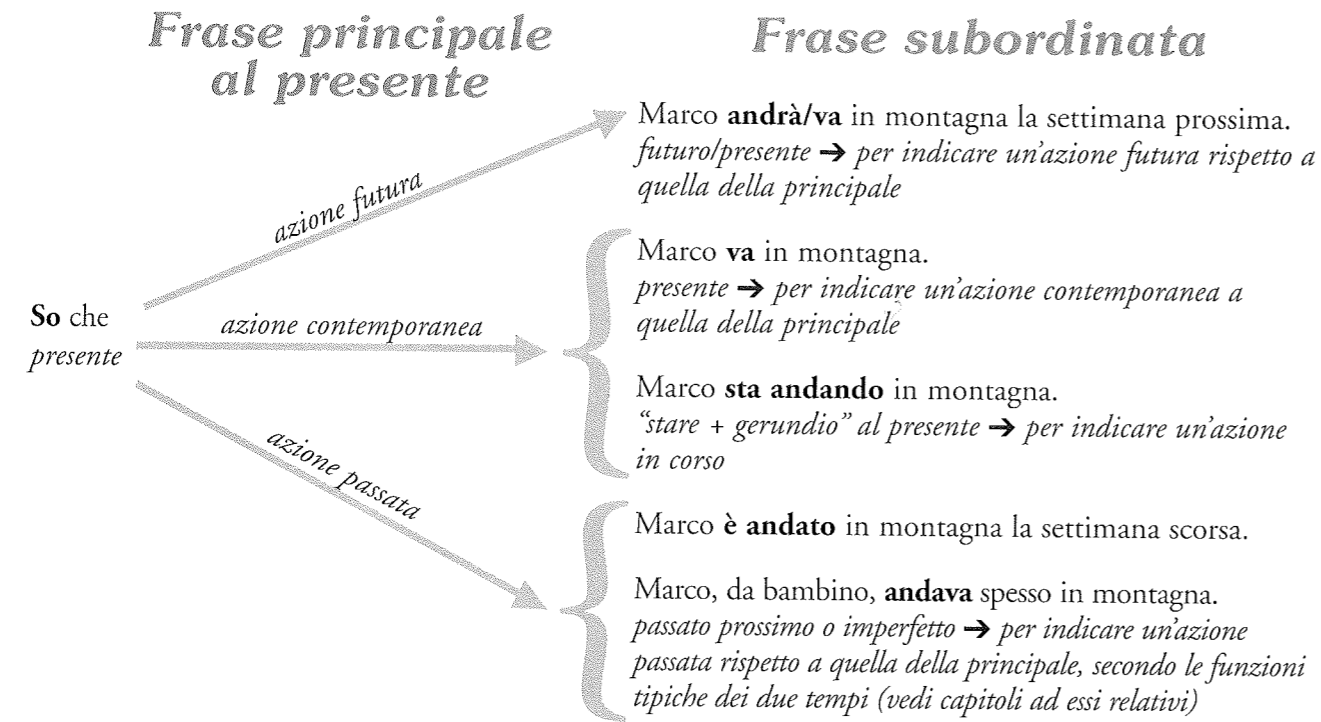 Frase principale
al presente
Frase subordinata
Marco andrà/va in montagna la settimana prossima.
futuro/presente ➔ per indicare un'azione futura rispetto a
quella della principale
azione futura
Marco va in montagna.
presente ➔ per indicare un'azione contemporanea a
quella della principale
So che
presente
azione contemporanea
Marco sta andando in montagna.
"stare + gerundio" al presente ➔ per indicare un'azione
in corso
azione passata
Marco è andato in montagna la settimana scorsa.
Marco, da bambino, andava spesso in montagna.
passato prossimo o imperfetto ➔ per indicare un'azione
passata rispetto a quella della principale, secondo le funzioni
tipiche dei due tempi (vedi capitoli ad essi relativi)